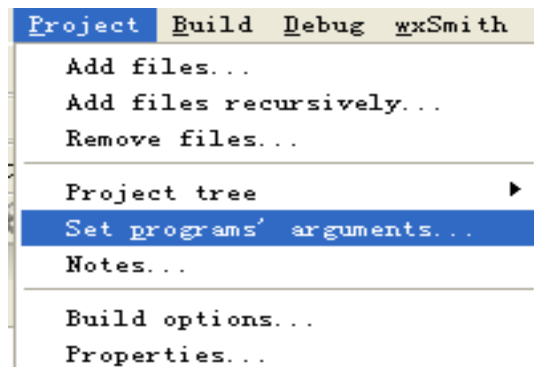 Project Build Debug wxSmith
Add files...
Add files recursively...
Remove files...
Project tree
Set programs' arguments...
Notes...
Build options...
Properties...